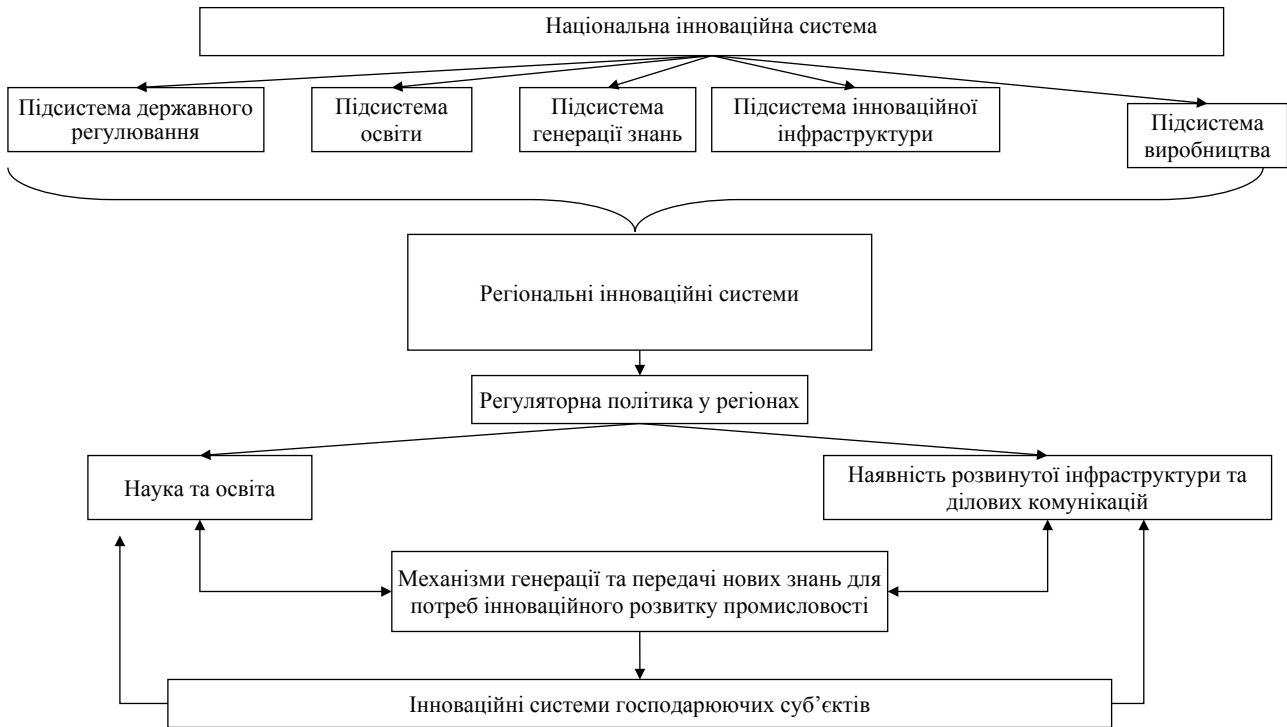 Національна інноваційна система
Підсистема державного
регулювання
Підсистема
освіти
Підсистема
генерації знань
Підсистема інноваційної
інфраструктури
Підсистема
виробництва
Регіональні інноваційні системи
Регуляторна політика у регіонах
Наука та освіта
Наявність розвинутої інфраструктури та
ділових комунікацій
Механізми генерації та передачі нових знань для
потреб інноваційного розвитку промисловості
Інноваційні системи господарюючих суб’єктів